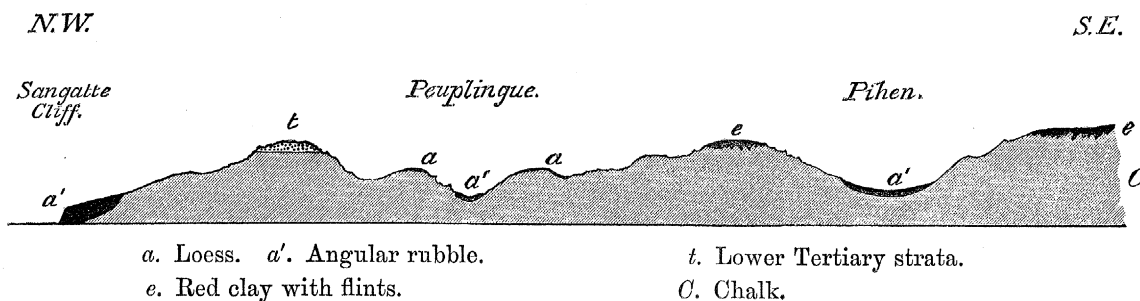 N.W.
S.E.
Sangatte
Cliff.
Peuplingue.
Pihen.
t
e
e
a
a
a'
a'
C
a'
a. Loess. a'. Angular rubble.
t. Lower Tertiary strata.
e. Red clay with flints.
C. Chalk.